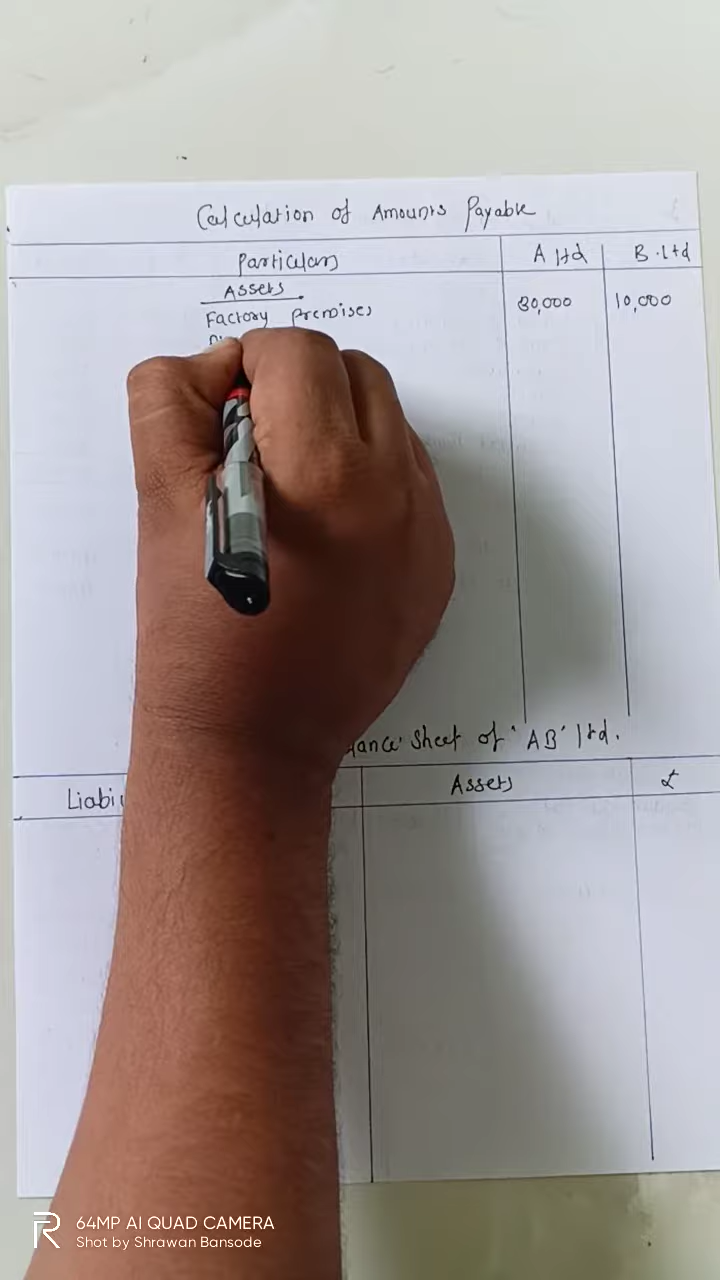 Calculation of Amounts Payable
Particulars A ltd B. ltd
Assets
Factory Premises 80,000 10,000
Sheet of 'AB' ltd.
Assets £
64MP AI QUAD CAMERA
Shot by Shrawan Bansode